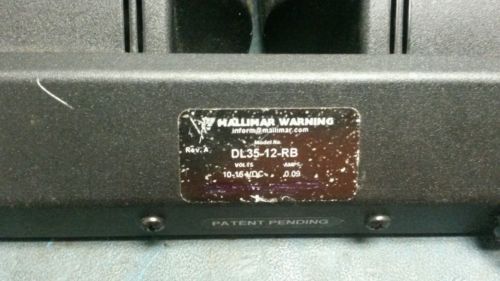 MALLIMAR WARNING
inform@mallimar.com
Model No
Rev. A
DL35-12-RB
VOLTS AMPS
10-16 VDC 0.09
PATENT PENDING